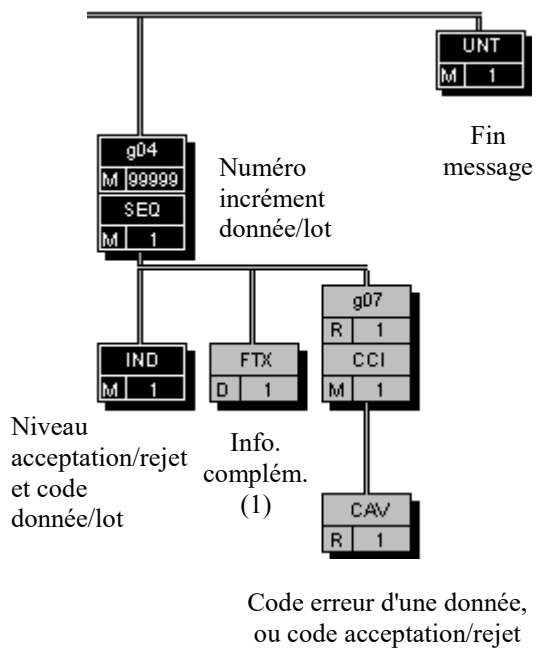 UNT
M 1
Fin
message
g04
M 99999
SEQ
M 1
Numéro
incrément
donnée/lot
g07
R 1
CCI
M 1
IND
M 1
FTX
D 1
Niveau
acceptation/rejet
et code
donnée/lot
Info.
complém.
(1)
CAV
R 1
Code erreur d'une donnée,
ou code acceptation/rejet